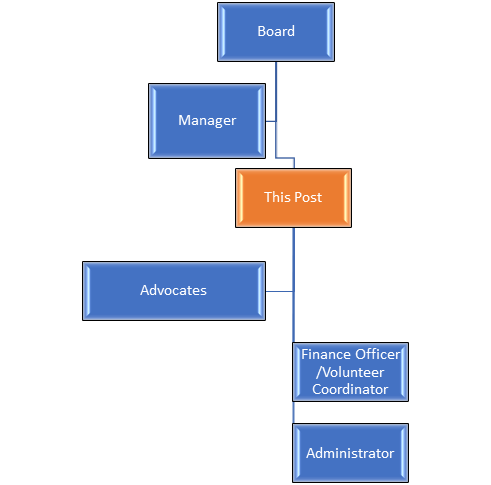 Board
Manager
This Post
Advocates
Finance Officer
/Volunteer
Coordinator
Administrator